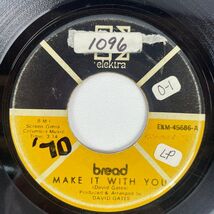 1096
elektra
BMI
Screen Gems
Columbia Music
Time: 3:14
EKM-45686-A
0-1
'70
LP
bread
MAKE IT WITH YOU
(David Gates)
Produced & Arranged by
DAVID GATES